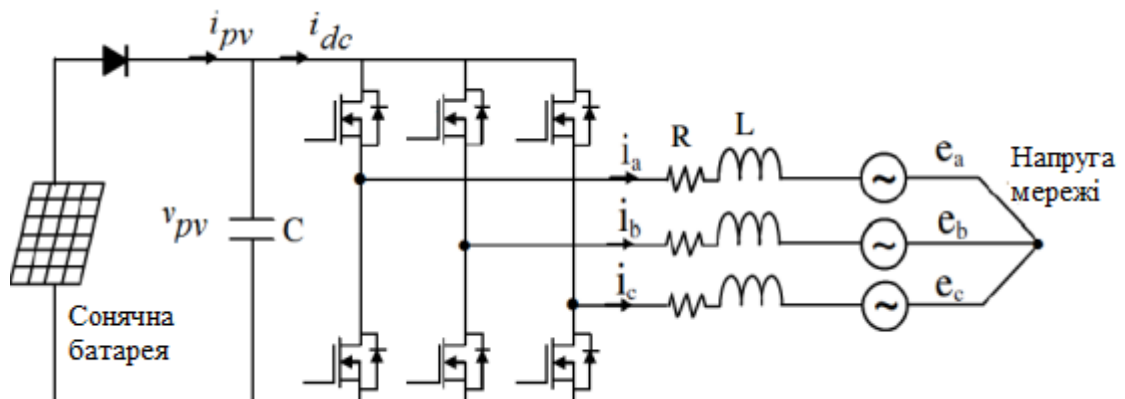 i_pv
i_dc
v_pv
C
Сонячна
батарея
R
L
i_a
i_b
i_c
e_a
e_b
e_c
Напруга
мережі